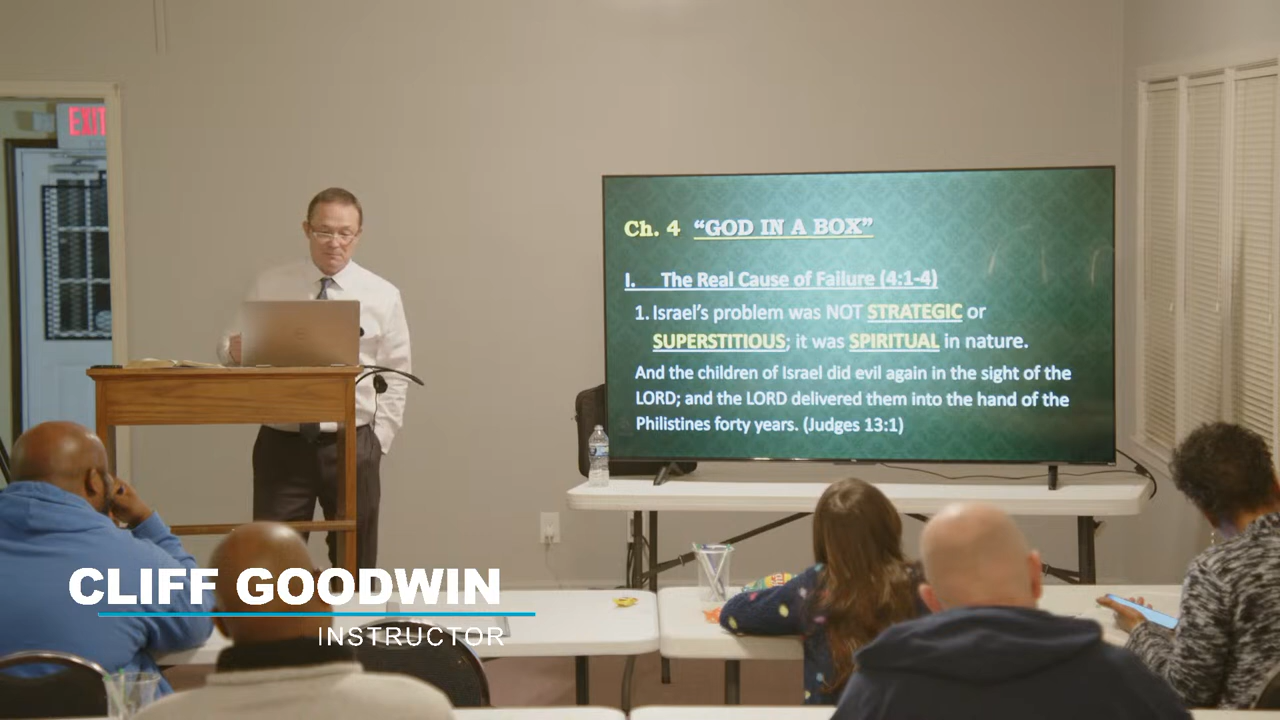 EXIT
Ch. 4 “GOD IN A BOX”
I. The Real Cause of Failure (4:1-4)
1. Israel’s problem was NOT STRATEGIC or
SUPERSTITIOUS; it was SPIRITUAL in nature.
And the children of Israel did evil again in the sight of the
LORD; and the LORD delivered them into the hand of the
Philistines forty years. (Judges 13:1)
CLIFF GOODWIN
INSTRUCTOR